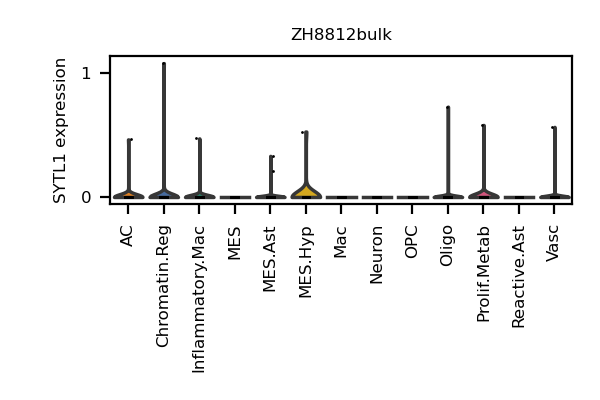 ZH8812bulk
SYTL1 expression
1
0
AC
Chromatin.Reg
Inflammatory.Mac
MES
MES.Ast
MES.Hyp
Mac
Neuron
OPC
Oligo
Prolif.Metab
Reactive.Ast
Vasc